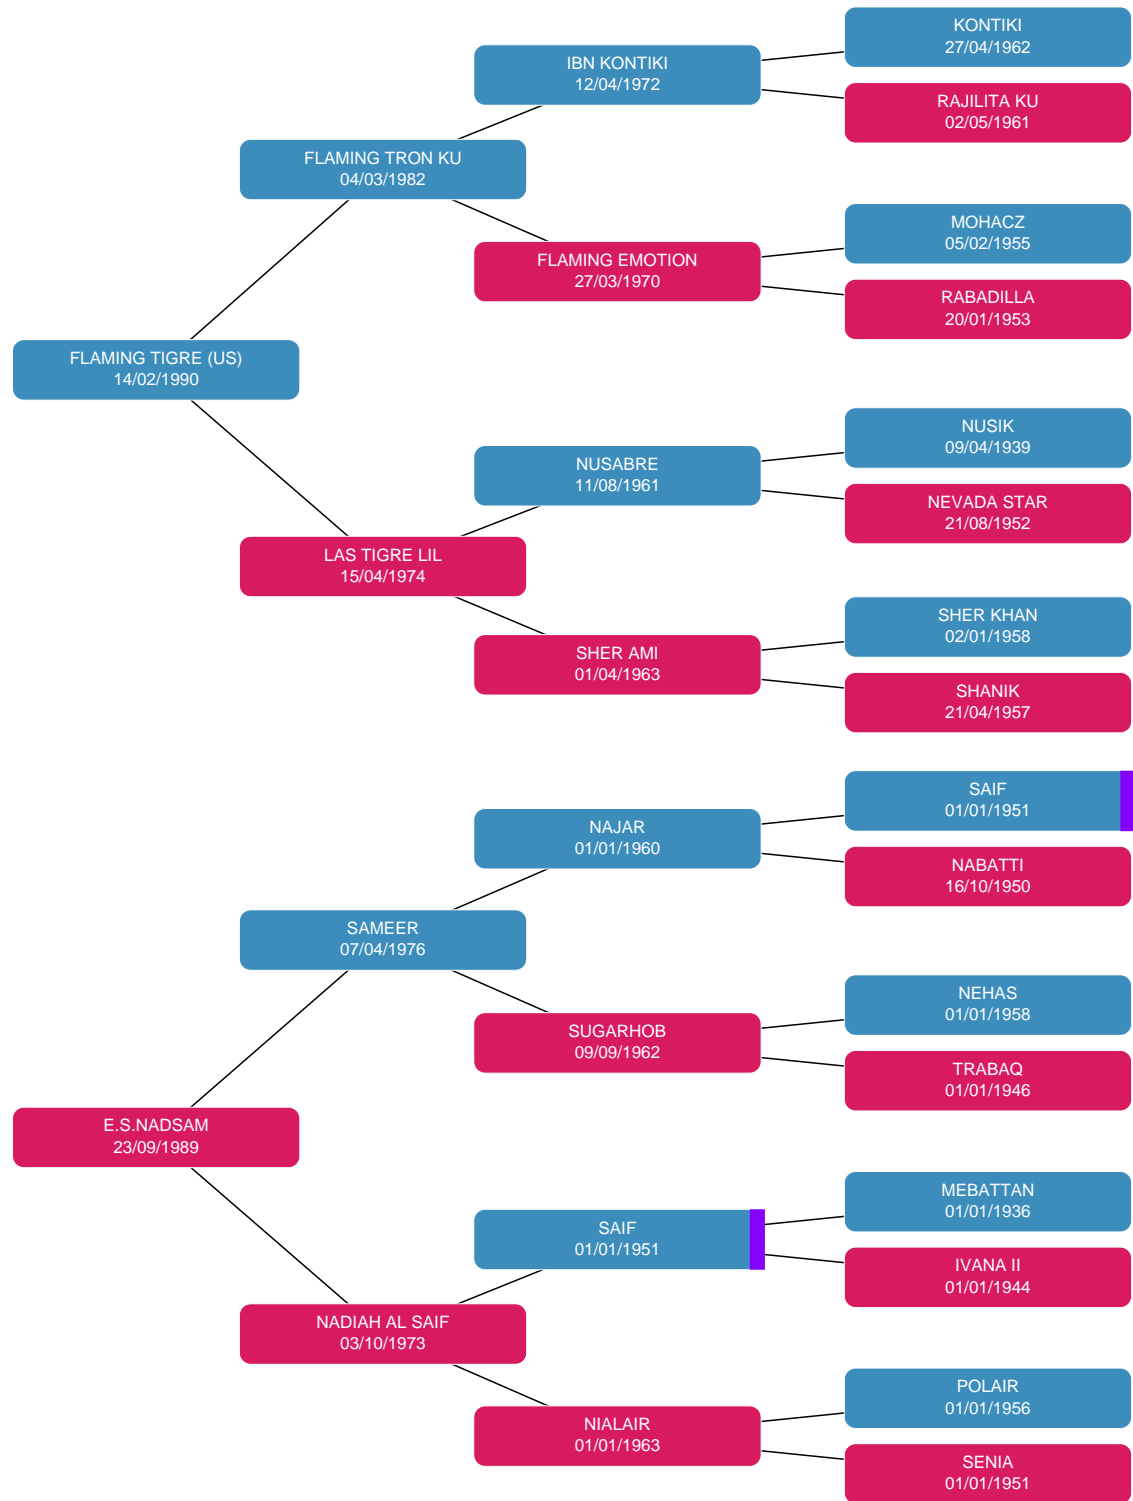 KONTIKI
27/04/1962
IBN KONTIKI
12/04/1972
RAJILITA KU
02/05/1961
FLAMING TRON KU
04/03/1982
MOHACZ
05/02/1955
FLAMING EMOTION
27/03/1970
RABADILLA
20/01/1953
FLAMING TIGRE (US)
14/02/1990
NUSIK
09/04/1939
NUSABRE
11/08/1961
NEVADA STAR
21/08/1952
LAS TIGRE LIL
15/04/1974
SHER KHAN
02/01/1958
SHER AMI
01/04/1963
SHANIK
21/04/1957
SAIF
01/01/1951
NAJAR
01/01/1960
NABATTI
16/10/1950
SAMEER
07/04/1976
NEHAS
01/01/1958
SUGARHOB
09/09/1962
TRABAQ
01/01/1946
E.S.NADSAM
23/09/1989
MEBATTAN
01/01/1936
SAIF
01/01/1951
IVANA II
01/01/1944
NADIAH AL SAIF
03/10/1973
POLAIR
01/01/1956
NIALAIR
01/01/1963
SENIA
01/01/1951